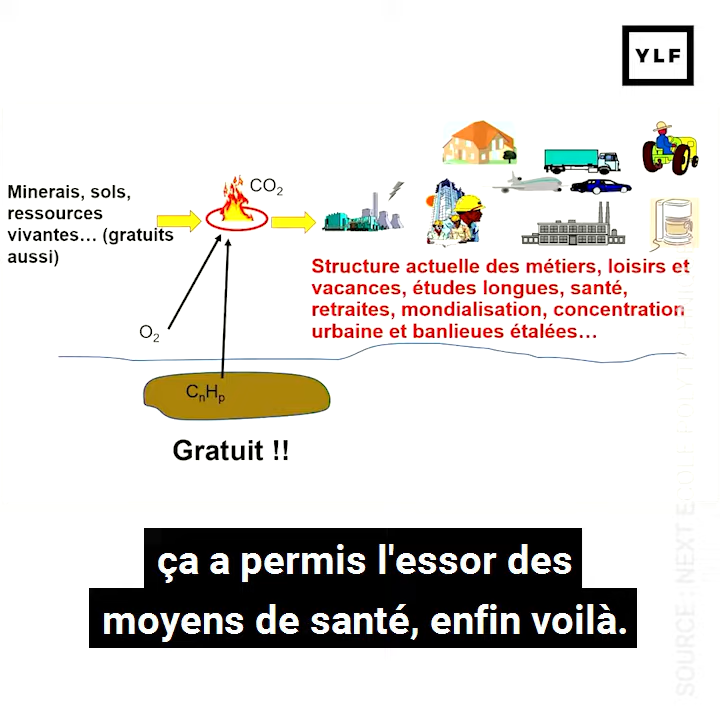 YLF
CO₂
Minerais, sols,
ressources
vivantes... (gratuits
aussi)
Structure actuelle des métiers, loisirs et
vacances, études longues, santé,
retraites, mondialisation, concentration
urbaine et banlieues étalées...
O₂
CₙHₚ
Gratuit !!
ça a permis l'essor des
moyens de santé, enfin voilà.
SOURCE : NEXT